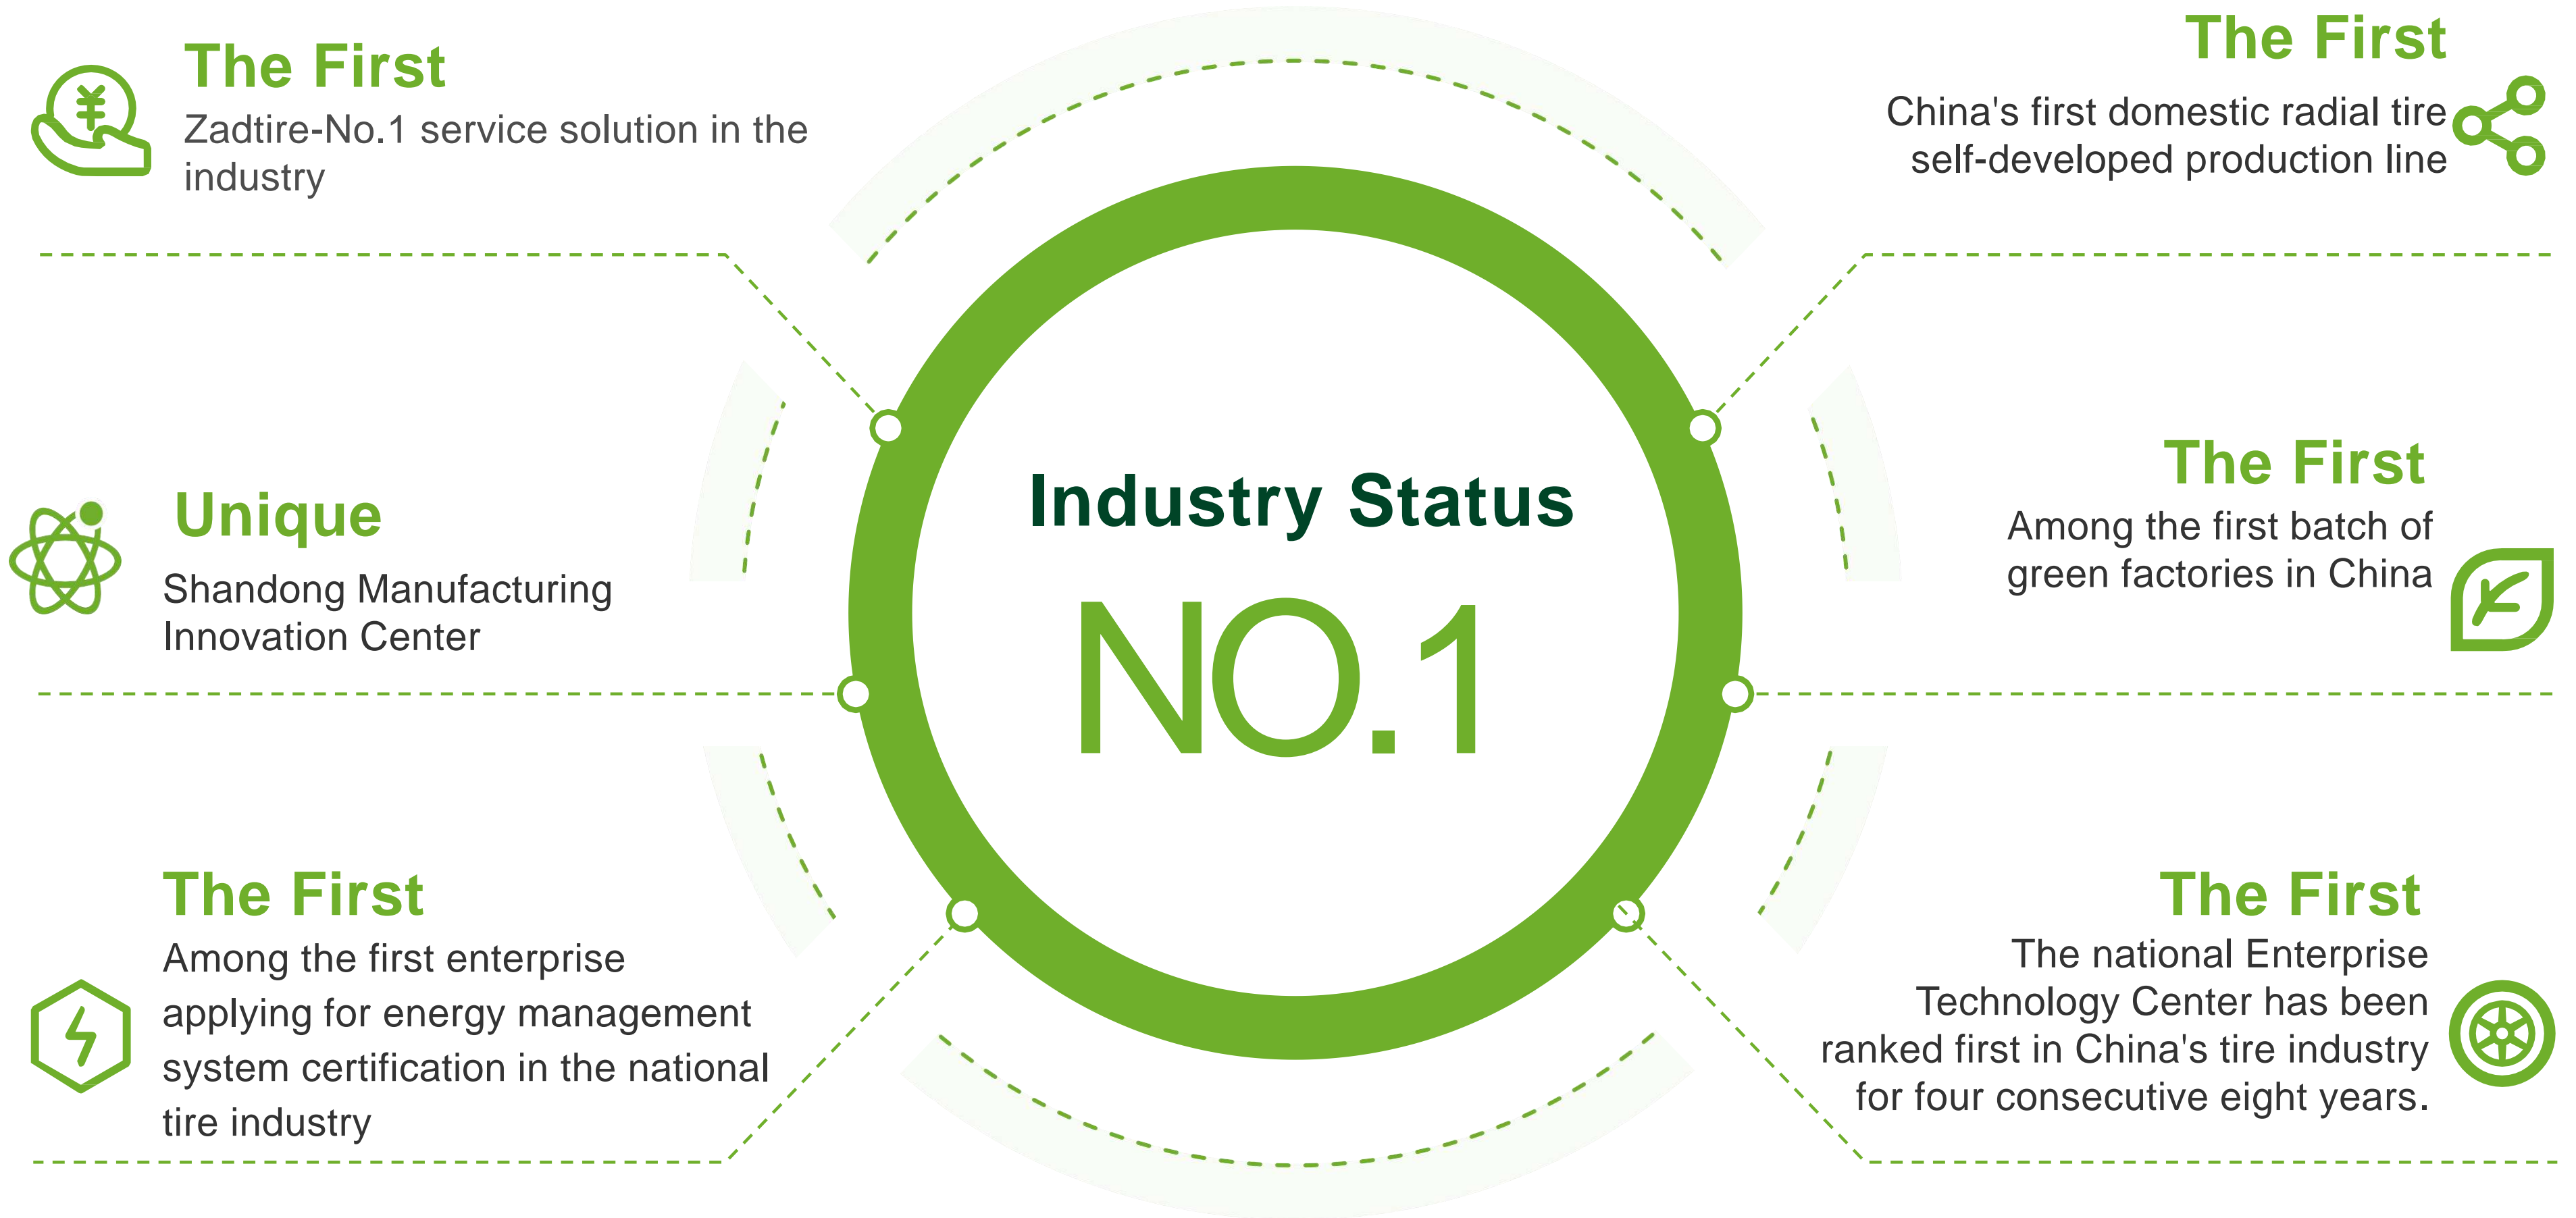 The First
Zadtire-No.1 service solution in the
industry
Unique
Shandong Manufacturing
Innovation Center
The First
Among the first enterprise
applying for energy management
system certification in the national
tire industry
Industry Status
NO.1
The First
China's first domestic radial tire
self-developed production line
The First
Among the first batch of
green factories in China
The First
The national Enterprise
Technology Center has been
ranked first in China's tire industry
for four consecutive eight years.